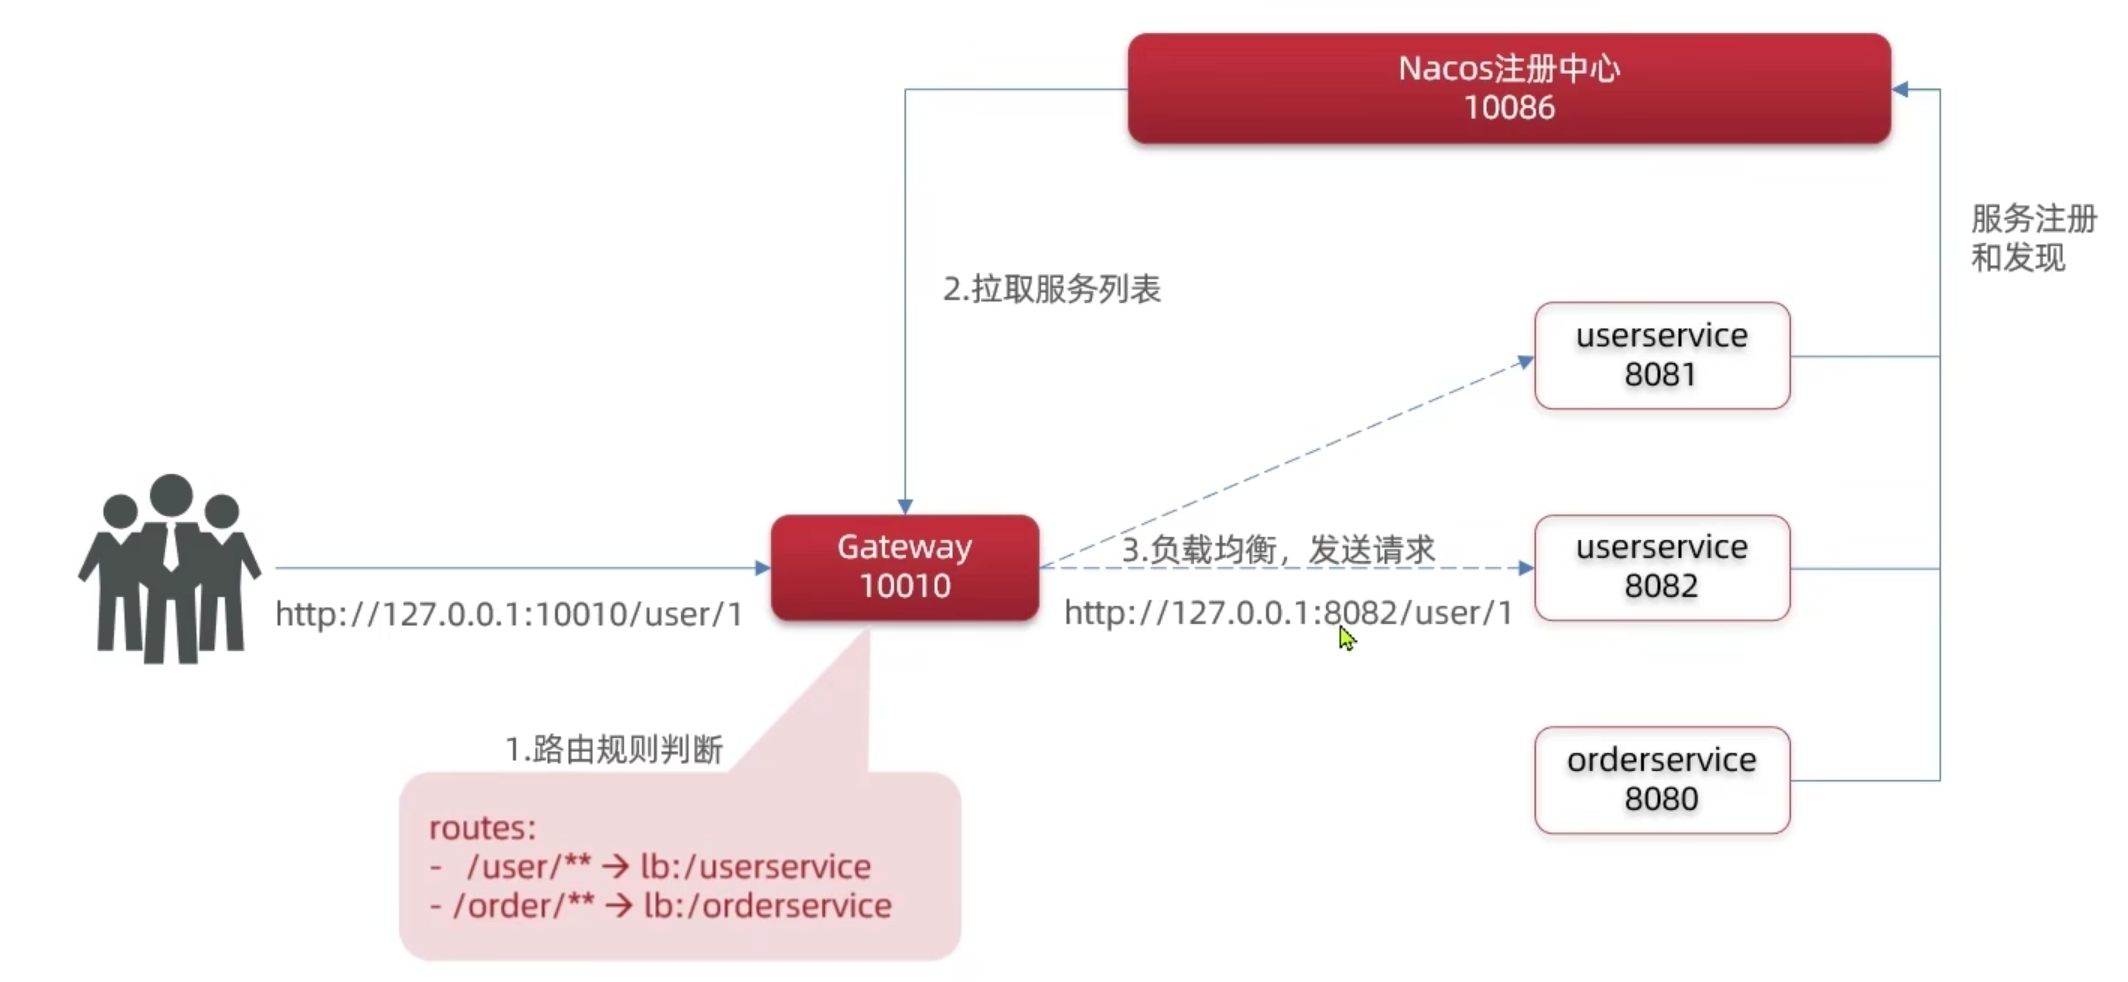 Nacos注册中心
10086
服务注册
和发现
2.拉取服务列表
userservice
8081
Gateway
10010
3.负载均衡，发送请求
userservice
8082
http://127.0.0.1:10010/user/1
http://127.0.0.1:8082/user/1
1.路由规则判断
orderservice
8080
routes:
- /user/** → lb:/userservice
- /order/** → lb:/orderservice